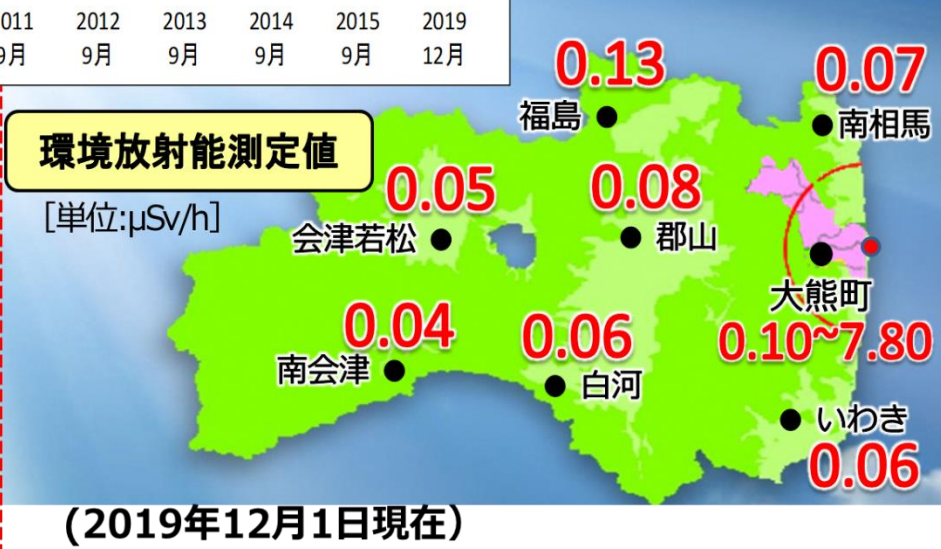 011 2012 2013 2014 2015 2019
9月 9月 9月 9月 9月 12月
環境放射能測定値
[単位:μSv/h]
0.13
福島
0.07
南相馬
0.05
会津若松
0.08
郡山
大熊町
0.10~7.80
0.04
南会津
0.06
白河
いわき
0.06
(2019年12月1日現在)